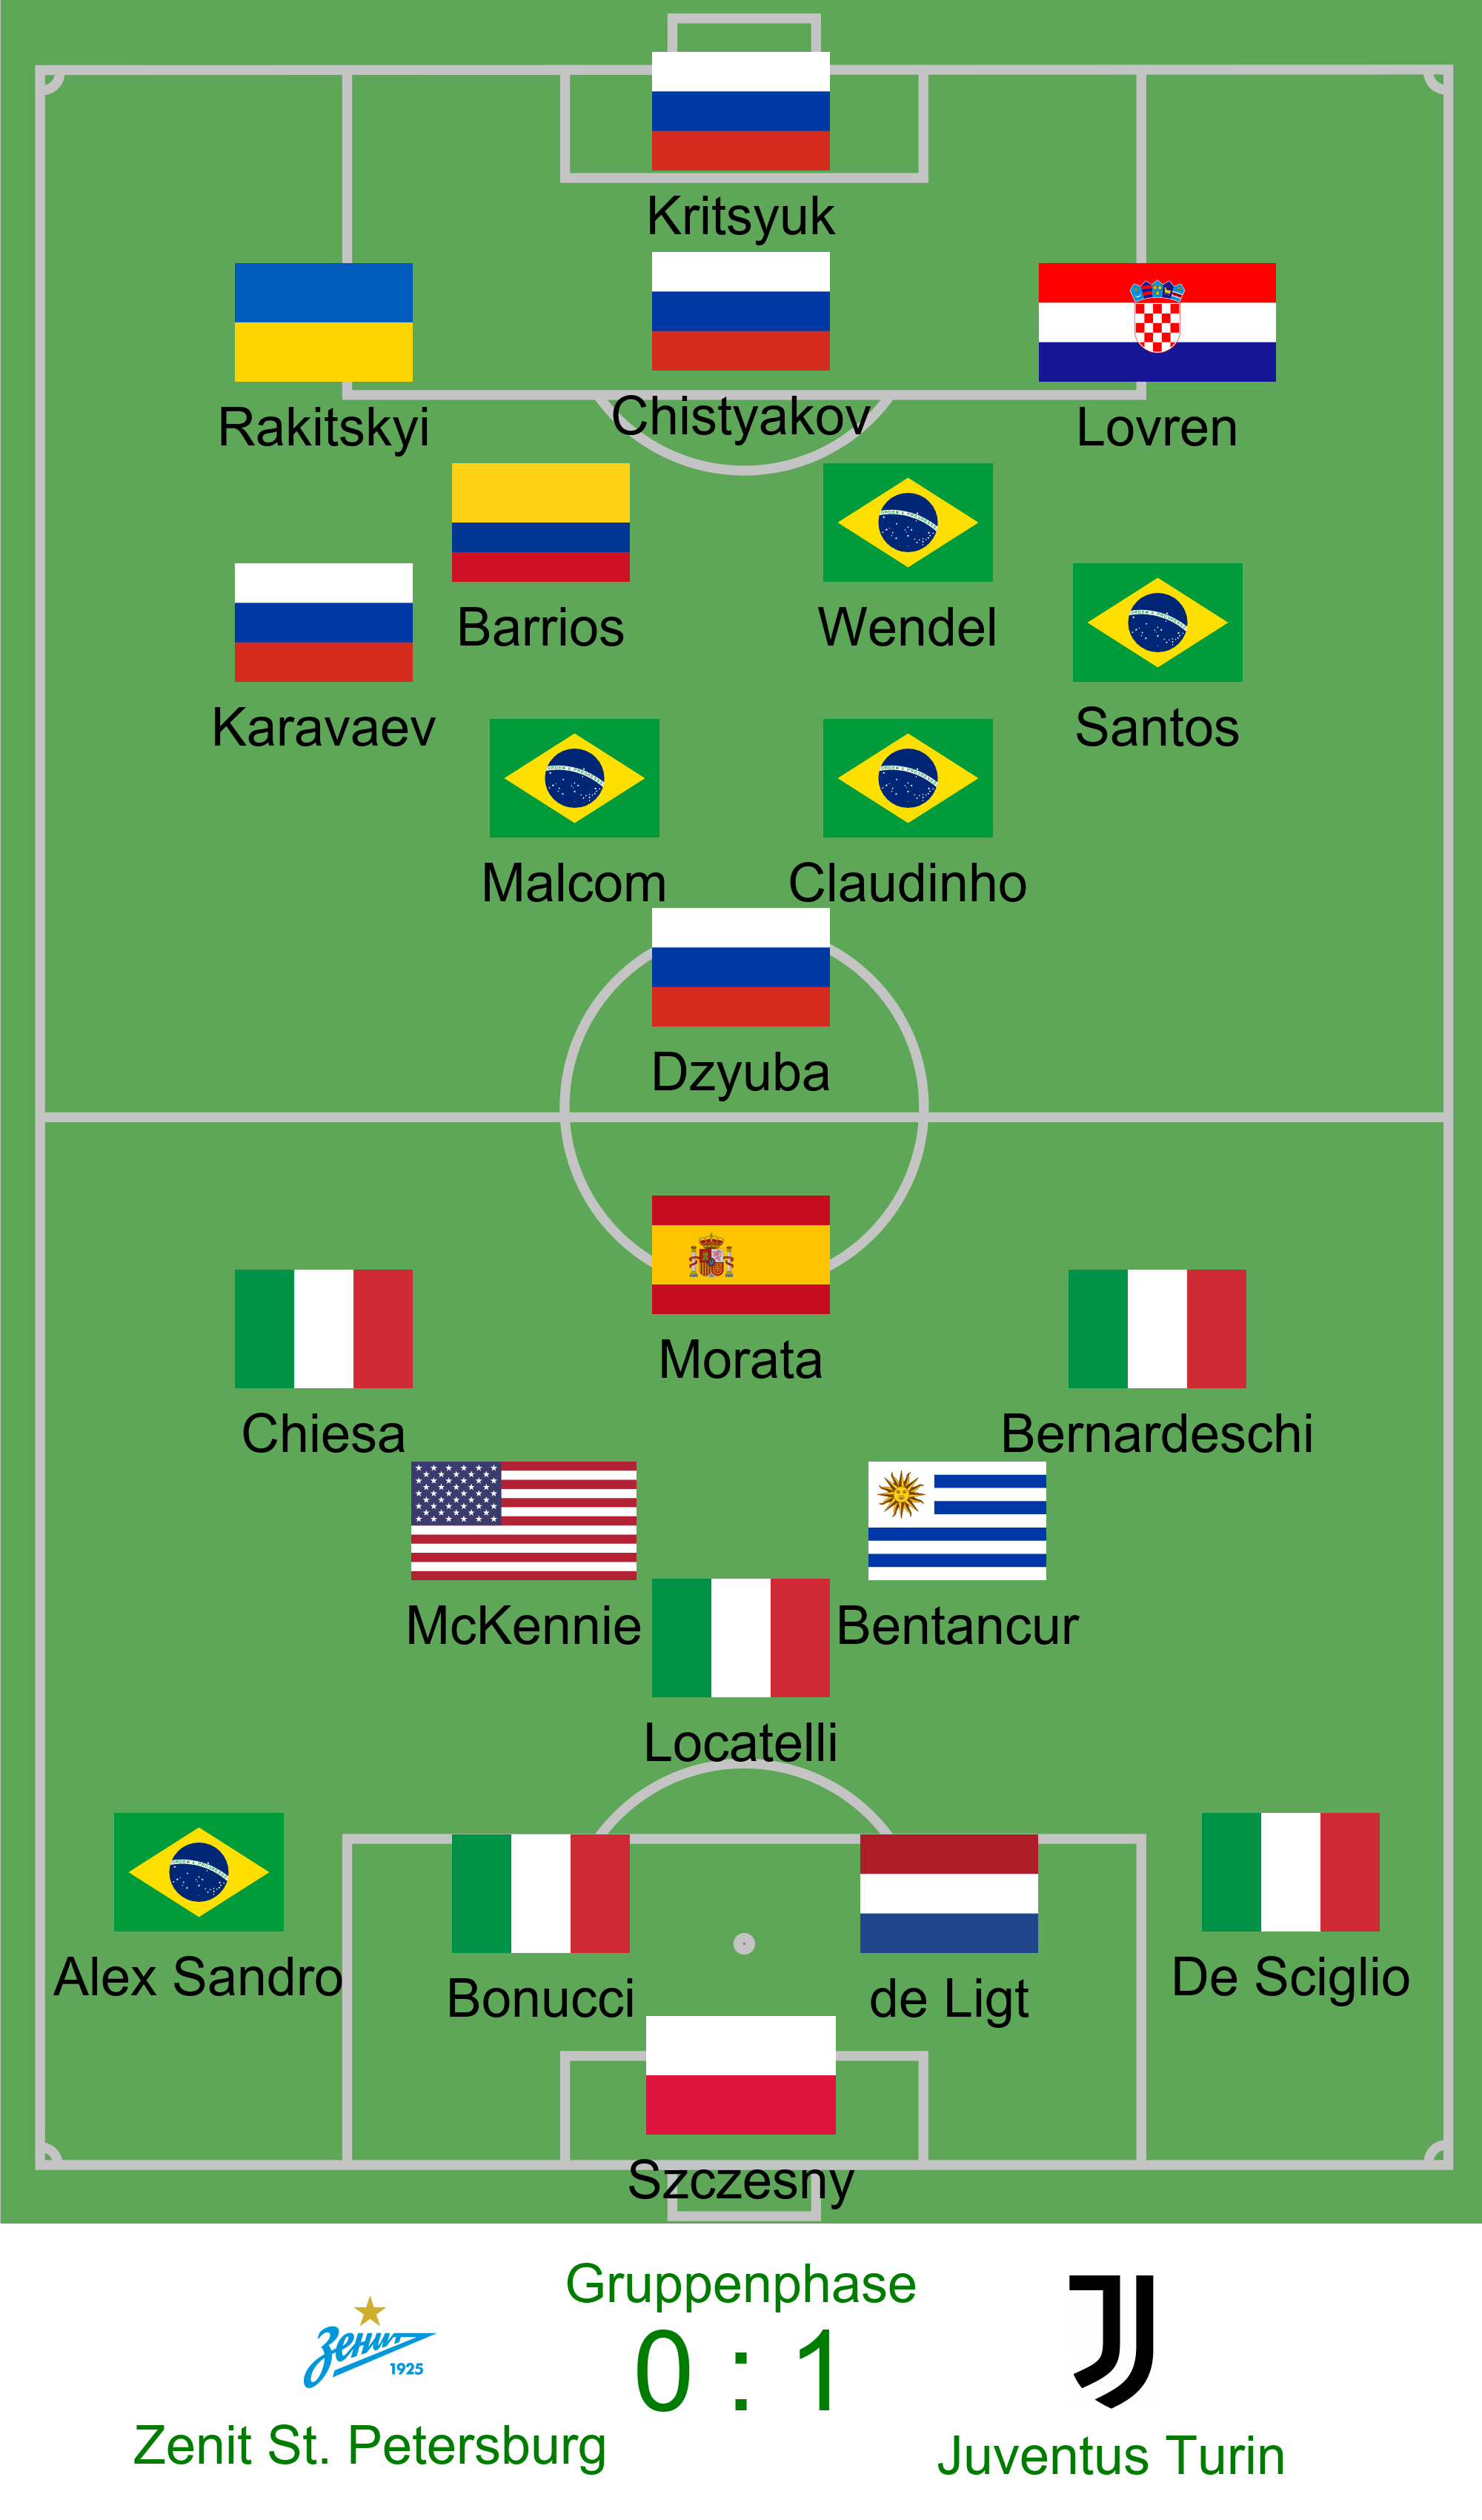 Kritsyuk
Rakitskyi
Chistyakov
Lovren
Barrios
Wendel
Karavaev
Santos
Malcom
Claudinho
Dzyuba
Morata
Chiesa
Bernardeschi
McKennie
Bentancur
Locatelli
Alex Sandro
Bonucci
de Ligt
De Sciglio
Szczesny
Gruppenphase
0 : 1
Зенит
1925
Zenit St. Petersburg
Juventus Turin